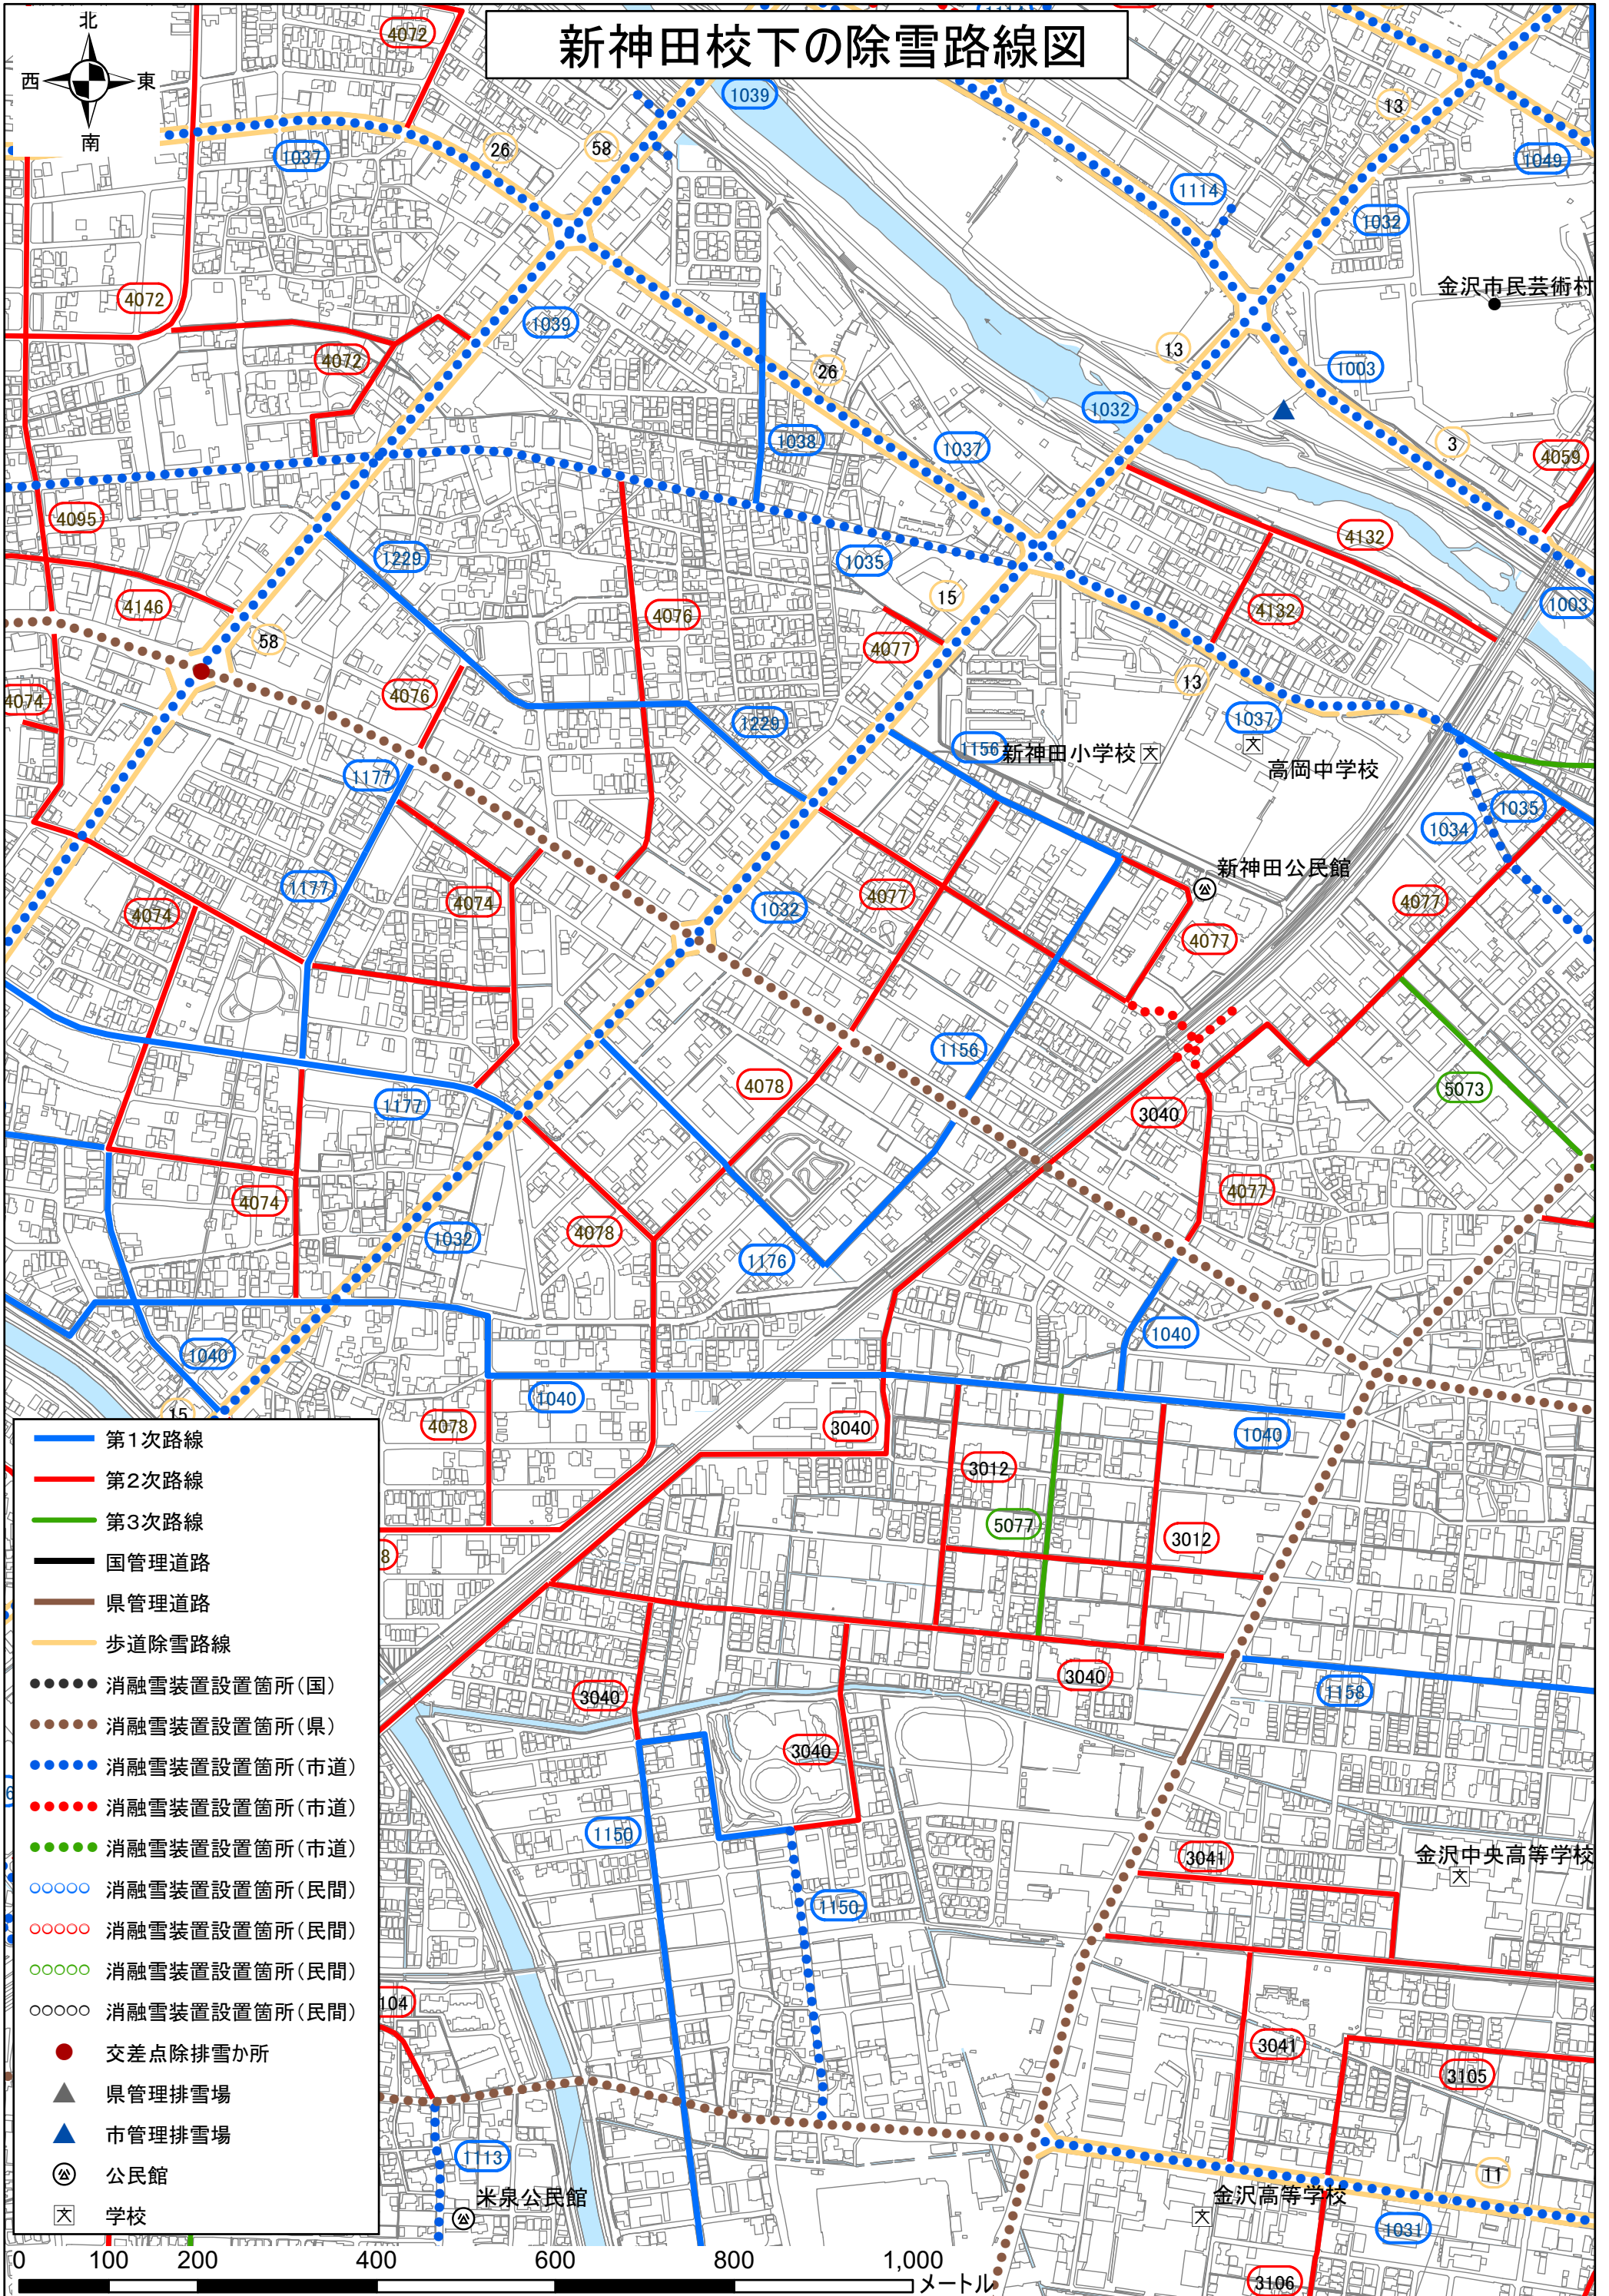 新神田校下の除雪路線図
北
西 東
南
4072
1039
13
1049
1037
26
58
1114
1032
金沢市民芸術村
4072
1039
13
4072
26
1003
1032
1038
1037
3
4059
4095
4132
1229
1035
15
4146
4132
1003
58
4076
4077
13
4074
4076
1229
1037
1156
新神田小学校
高岡中学校
1177
1035
1034
新神田公民館
1177
4074
4074
1032
4077
4077
4077
1156
4078
5073
1177
3040
4077
4074
1032
4078
1176
1040
1040
1040
15
4078
3040
1040
3012
5077
3012
3040
3040
1158
3040
1150
3041
金沢中央高等学校
1150
104
3041
3105
1113
米泉公民館
11
金沢高等学校
1031
3106
第1次路線
第2次路線
第3次路線
国管理道路
県管理道路
歩道除雪路線
消融雪装置設置箇所(国)
消融雪装置設置箇所(県)
消融雪装置設置箇所(市道)
消融雪装置設置箇所(市道)
消融雪装置設置箇所(市道)
消融雪装置設置箇所(民間)
消融雪装置設置箇所(民間)
消融雪装置設置箇所(民間)
消融雪装置設置箇所(民間)
交差点除排雪か所
県管理排雪場
市管理排雪場
公民館
学校
0 100 200 400 600 800 1,000
メートル